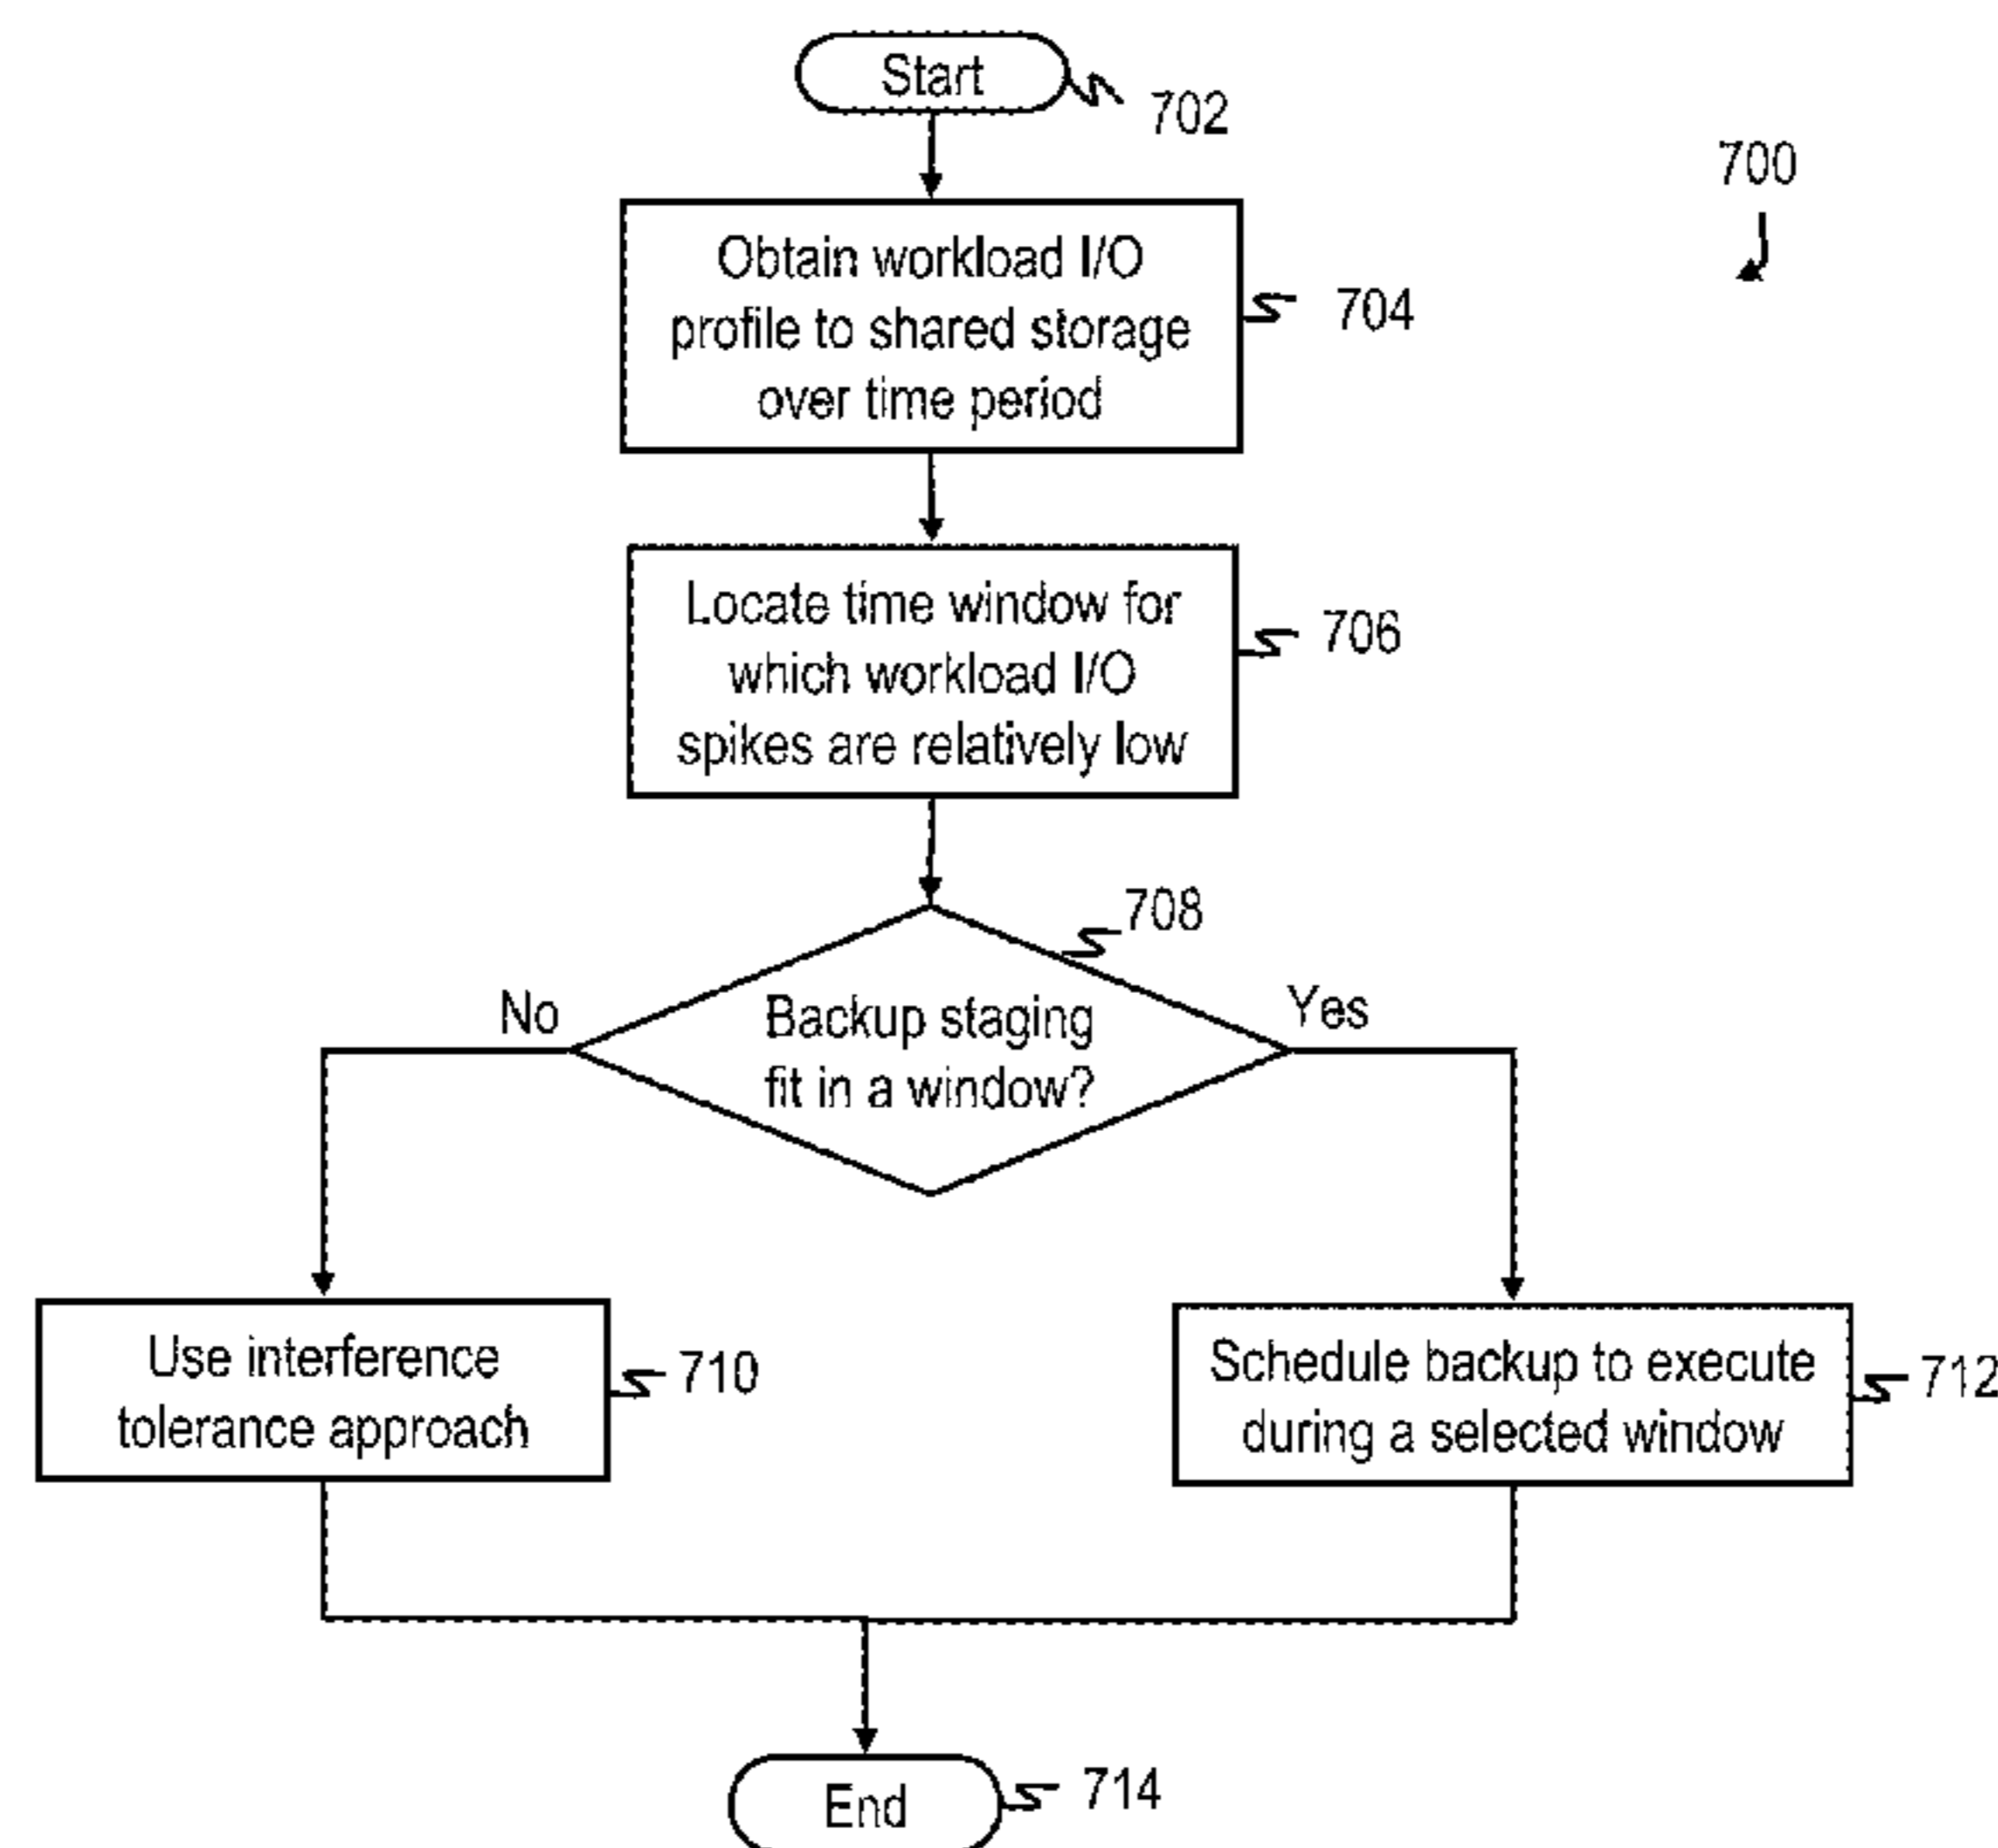 Start
702
700
Obtain workload I/O
profile to shared storage
over time period
704
Locate time window for
which workload I/O
spikes are relatively low
706
708
No
Backup staging
fit in a window?
Yes
Use interference
tolerance approach
710
Schedule backup to execute
during a selected window
712
End
714